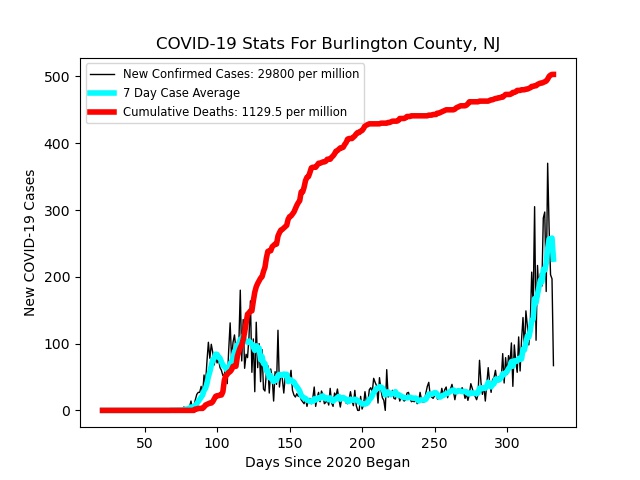 COVID-19 Stats For Burlington County, NJ
New Confirmed Cases: 29800 per million
7 Day Case Average
Cumulative Deaths: 1129.5 per million
New COVID-19 Cases
500
400
300
200
100
0
50 100 150 200 250 300
Days Since 2020 Began